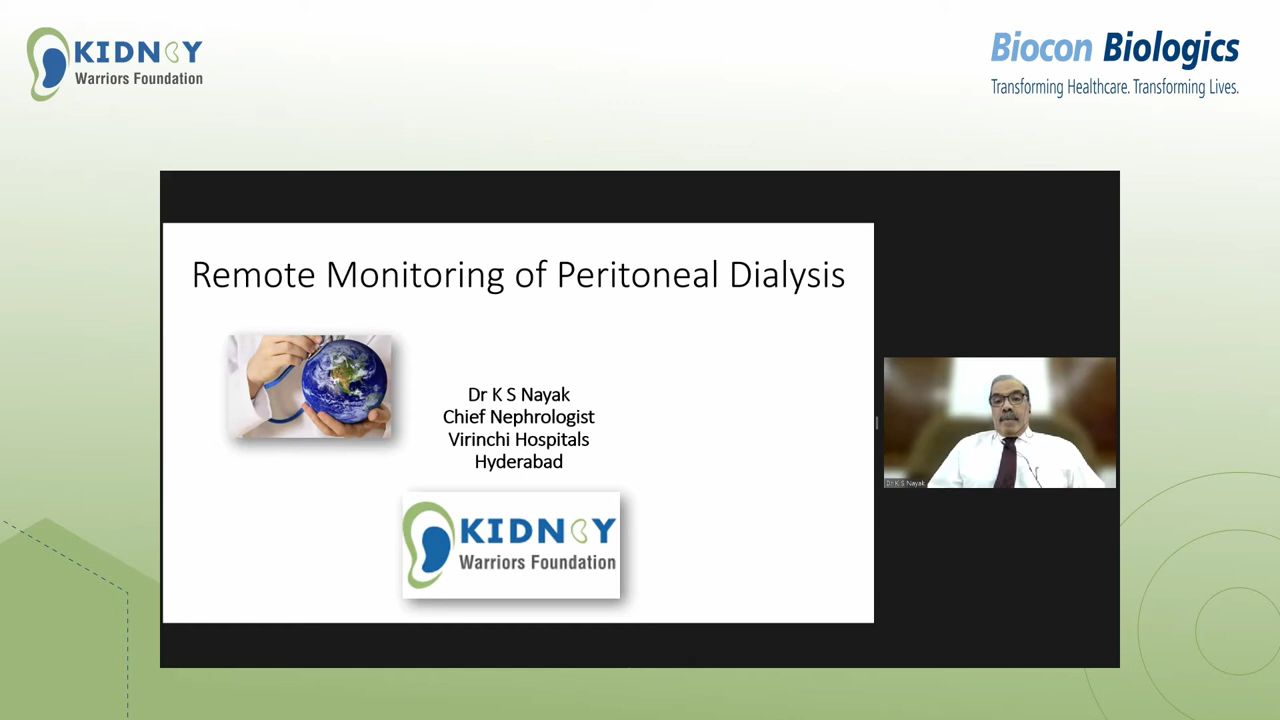 KIDNEY
Warriors Foundation
Biocon Biologics
Transforming Healthcare. Transforming Lives.
Remote Monitoring of Peritoneal Dialysis
Dr K S Nayak
Chief Nephrologist
Virinchi Hospitals
Hyderabad
KIDNEY
Warriors Foundation
Dr K S Nayak